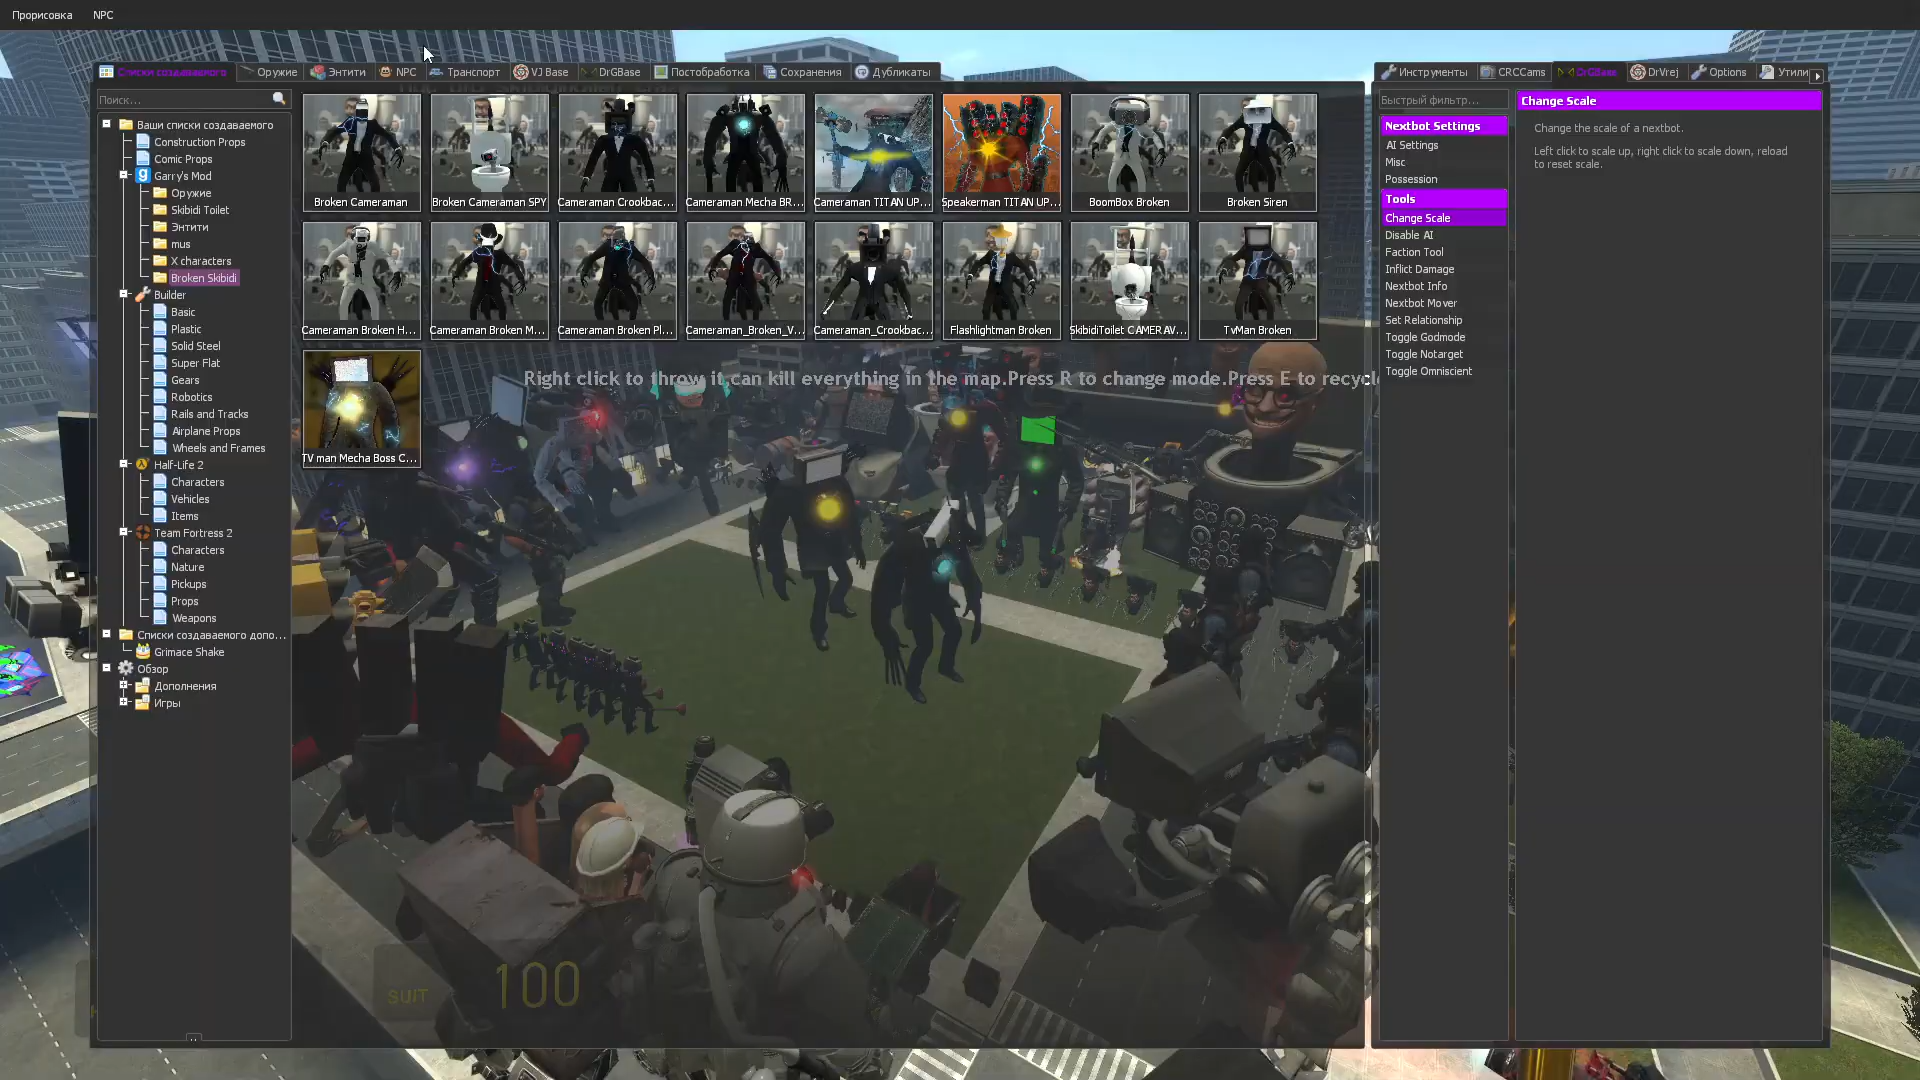 Прорисовка NPC
Списки создаваемого Оружие Энтити NPC Транспорт VJ Base DrGBase Постобработка Сохранения Дубликаты
Поиск...
Ваши списки создаваемого
Construction Props
Comic Props
Garry's Mod
Оружие
Skibidi Toilet
Энтити
mus
X characters
Broken Skibidi
Builder
Basic
Plastic
Solid Steel
Super Flat
Gears
Robotics
Rails and Tracks
Airplane Props
Wheels and Frames
Half-Life 2
Characters
Vehicles
Items
Team Fortress 2
Characters
Nature
Pickups
Props
Weapons
Списки создаваемого допо...
Grimace Shake
Обзор
Дополнения
Игры
Broken Cameraman
Broken Cameraman SPY
Cameraman Crookbac...
Cameraman Mecha BR...
Cameraman TITAN UP...
Speakerman TITAN UP...
BoomBox Broken
Broken Siren
Cameraman Broken H...
Cameraman Broken M...
Cameraman Broken Pl...
Cameraman_Broken_V...
Cameraman_Crookbac...
Flashlightman Broken
SkibidiToilet CAMERAV...
TvMan Broken
TV man Mecha Boss C...
Right click to throw it,can kill everything in the map.Press R to change mode.Press E to recycl
SUIT 100
Инструменты CRCCams DrGBase DrVrej Options Утили
Быстрый фильтр...
Nextbot Settings
AI Settings
Misc
Possession
Tools
Change Scale
Disable AI
Faction Tool
Inflict Damage
Nextbot Info
Nextbot Mover
Set Relationship
Toggle Godmode
Toggle Notarget
Toggle Omniscient
Change Scale
Change the scale of a nextbot.
Left click to scale up, right click to scale down, reload
to reset scale.